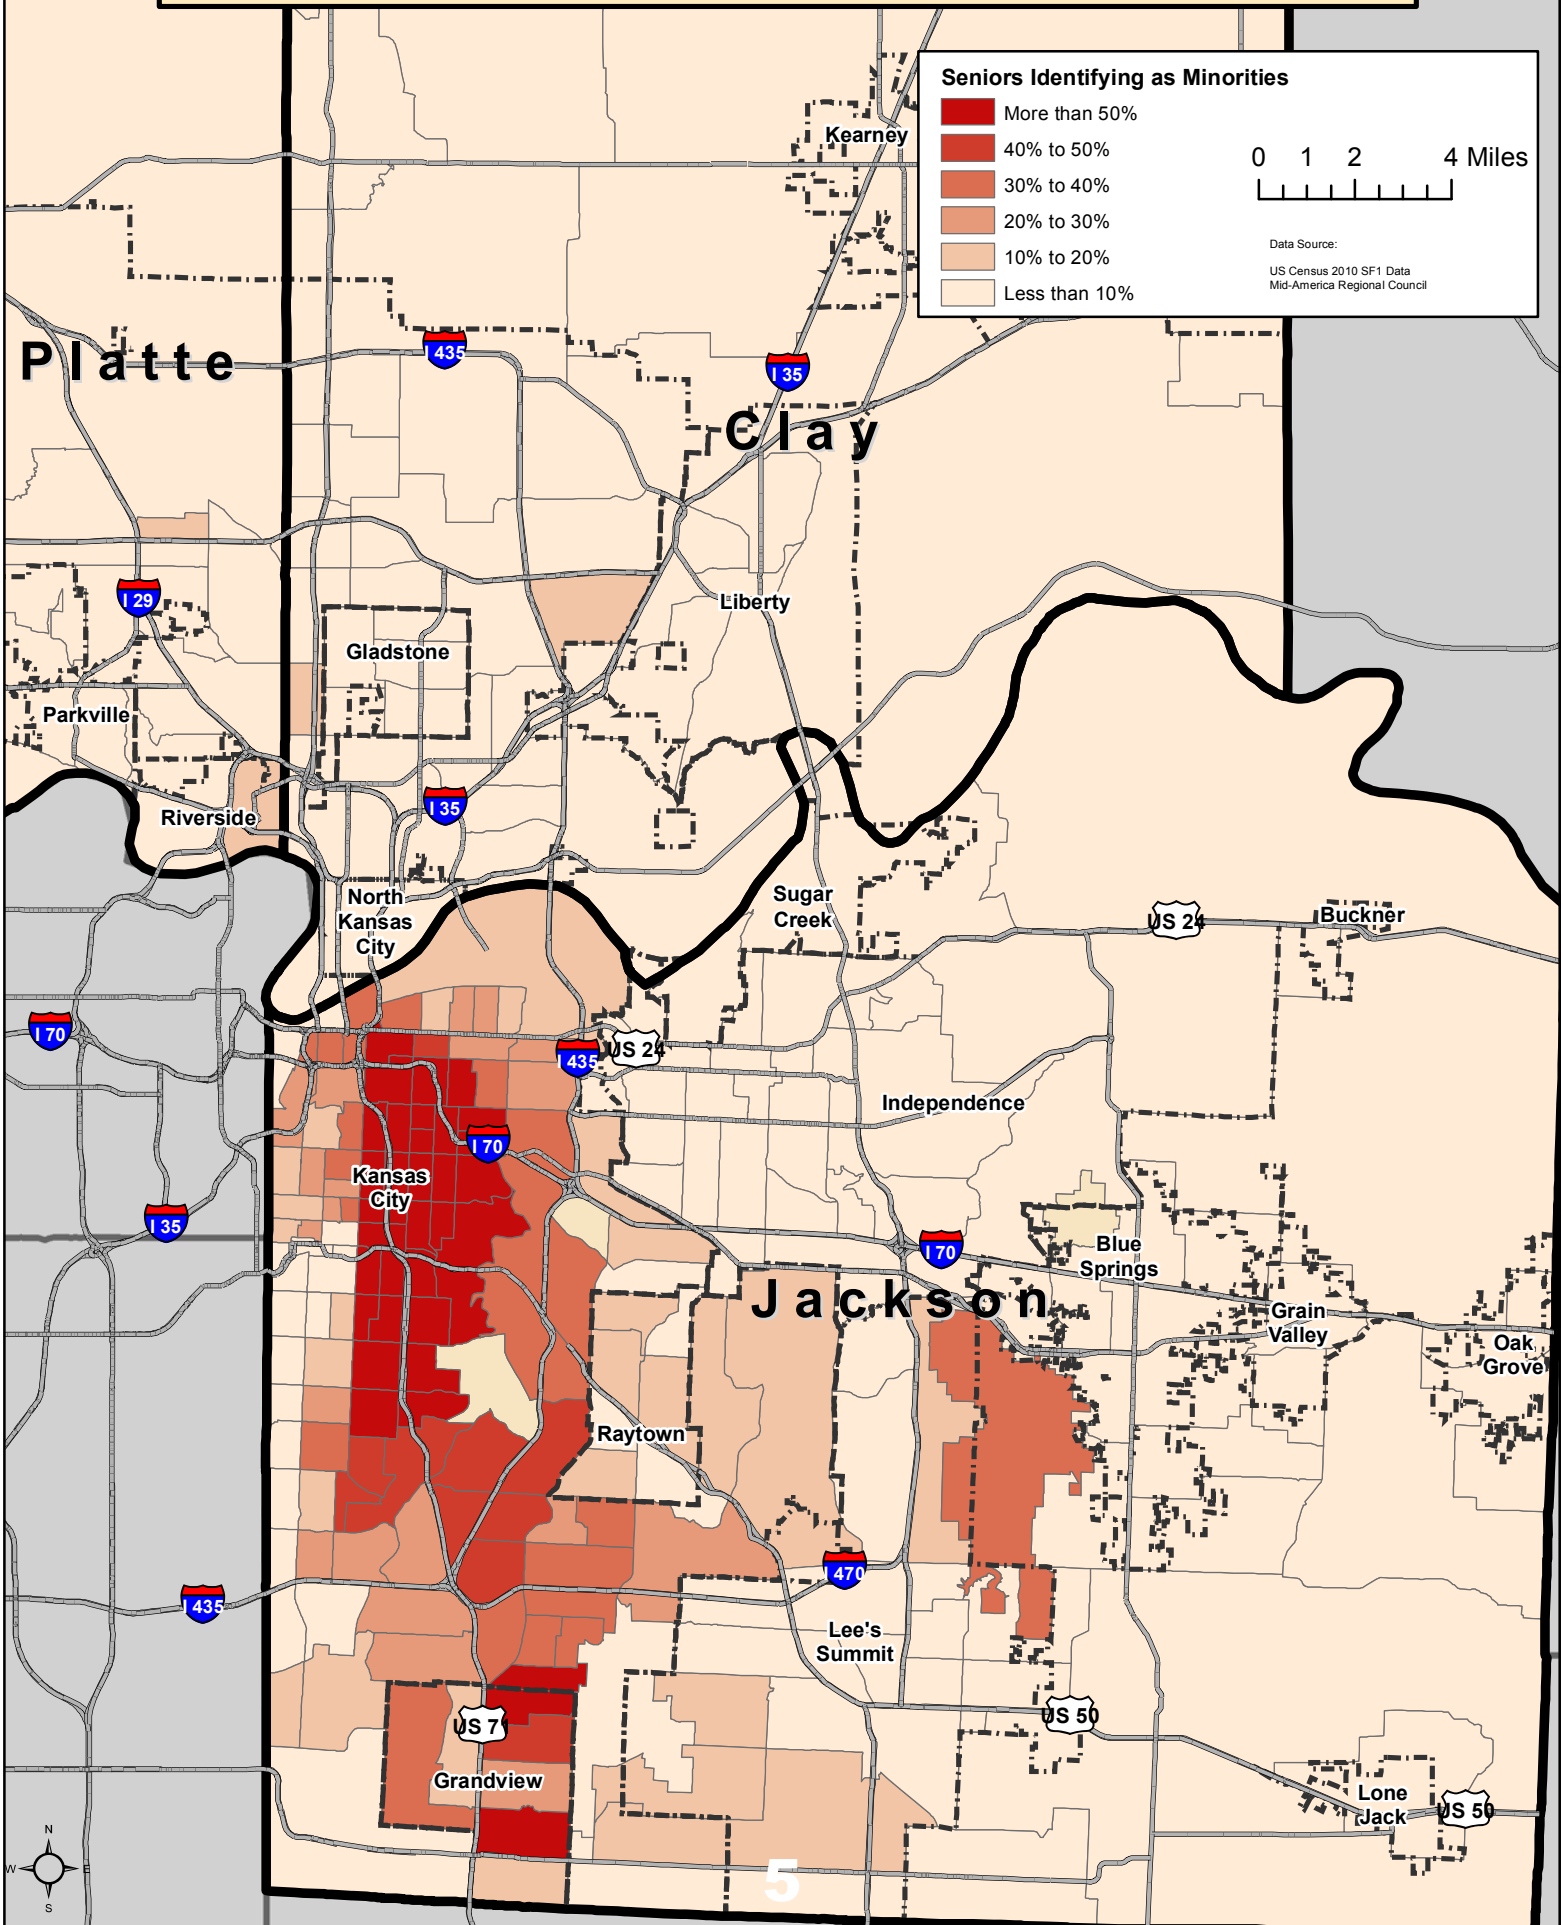 Seniors Identifying as Minorities
More than 50%
40% to 50%
30% to 40%
20% to 30%
10% to 20%
Less than 10%
0 1 2 4 Miles
Data Source:
US Census 2010 SF1 Data
Mid-America Regional Council
Kearney
Platte
I 435
I 35
Clay
I 29
Liberty
Gladstone
Parkville
I 35
Riverside
North
Kansas
City
Sugar
Creek
US 24
Buckner
I 70
I 435
US 24
Independence
I 70
Kansas
City
I 35
I 70
Blue
Springs
Jackson
Grain
Valley
Oak
Grove
Raytown
I 470
I 435
Lee's
Summit
US 71
US 50
Grandview
Lone
Jack
US 50
N
W E
S
5